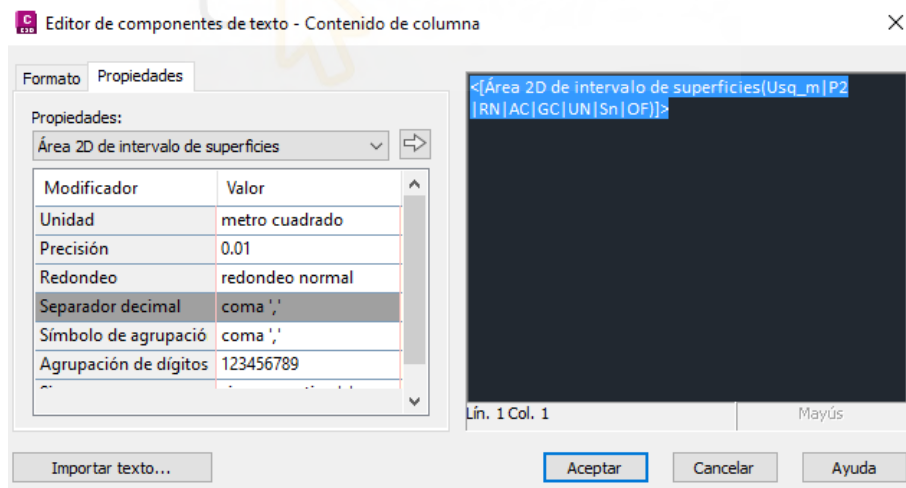 C
C3D
Editor de componentes de texto - Contenido de columna
Formato
Propiedades
Propiedades:
Área 2D de intervalo de superficies
Modificador Valor
Unidad metro cuadrado
Precisión 0.01
Redondeo redondeo normal
Separador decimal coma ','
Símbolo de agrupació coma ','
Agrupación de dígitos 123456789
<[Área 2D de intervalo de superficies(Usq_m|P2
|RN|AC|GC|UN|Sn|OF)]>
Lín. 1 Col. 1
Mayús
Importar texto...
Aceptar
Cancelar
Ayuda